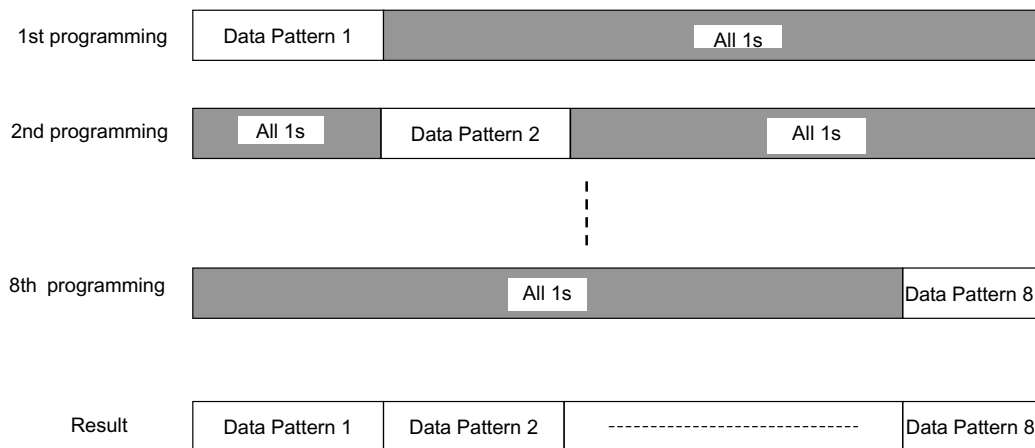 1st programming
Data Pattern 1
All 1s
2nd programming
All 1s
Data Pattern 2
All 1s
8th programming
All 1s
Data Pattern 8
Result
Data Pattern 1
Data Pattern 2
Data Pattern 8